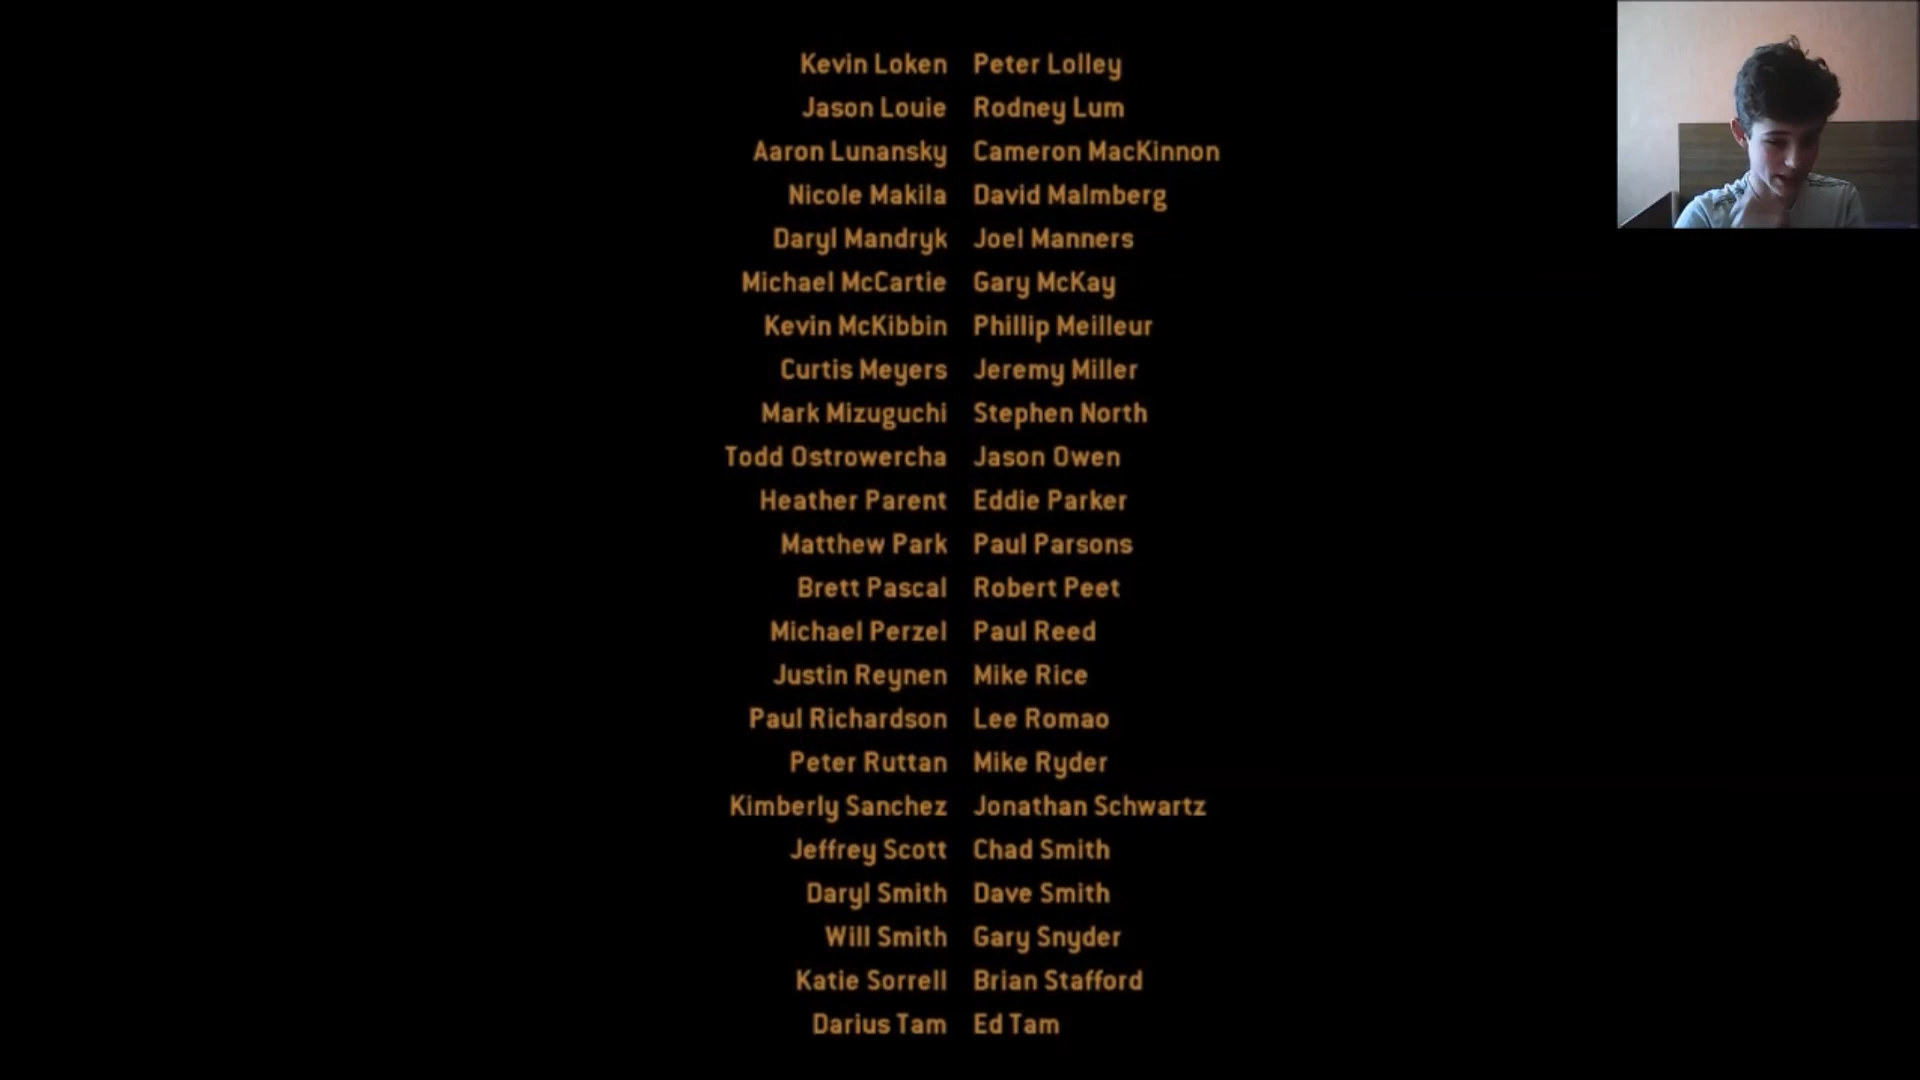 Kevin Loken Peter Lolley
Jason Louie Rodney Lum
Aaron Lunansky Cameron MacKinnon
Nicole Makila David Malmberg
Daryl Mandryk Joel Manners
Michael McCartie Gary McKay
Kevin McKibbin Phillip Meilleur
Curtis Meyers Jeremy Miller
Mark Mizuguchi Stephen North
Todd Ostrowercha Jason Owen
Heather Parent Eddie Parker
Matthew Park Paul Parsons
Brett Pascal Robert Peet
Michael Perzel Paul Reed
Justin Reynen Mike Rice
Paul Richardson Lee Romao
Peter Ruttan Mike Ryder
Kimberly Sanchez Jonathan Schwartz
Jeffrey Scott Chad Smith
Daryl Smith Dave Smith
Will Smith Gary Snyder
Katie Sorrell Brian Stafford
Darius Tam Ed Tam